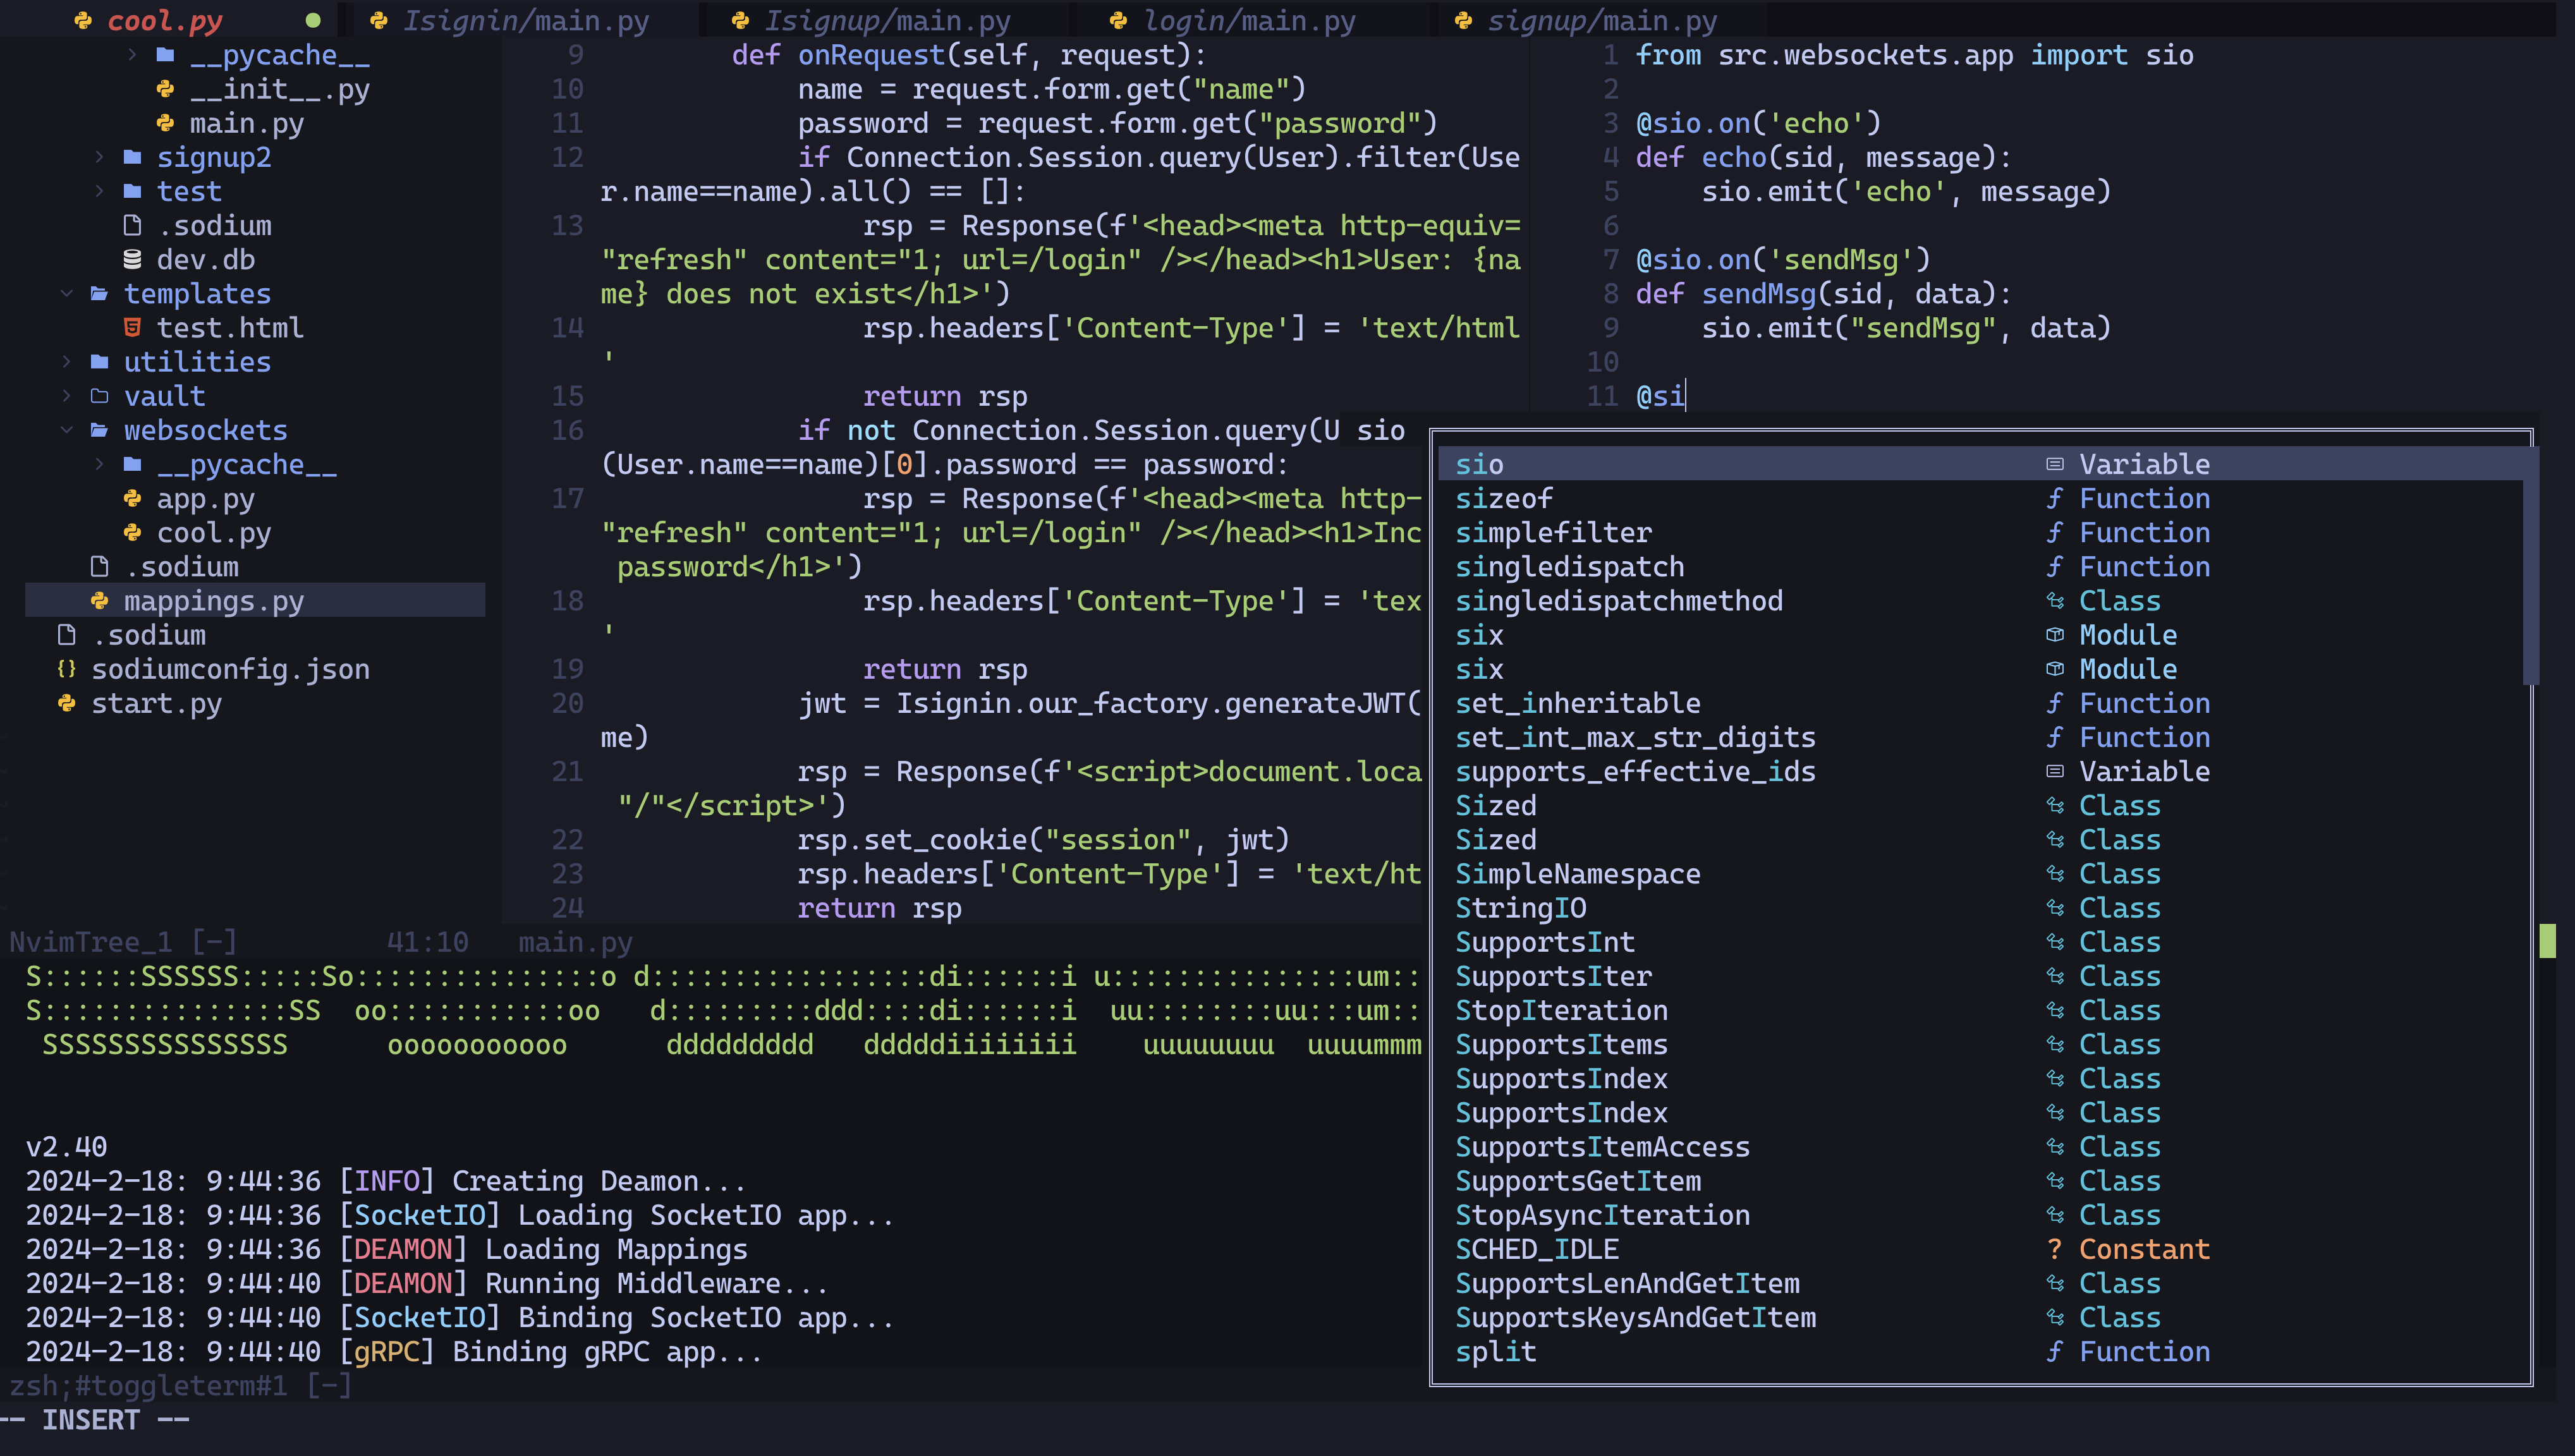 cool.py Isignin/main.py Isignup/main.py login/main.py signup/main.py
__pycache__
__init__.py
main.py
signup2
test
.sodium
dev.db
templates
test.html
utilities
vault
websockets
__pycache__
app.py
cool.py
.sodium
mappings.py
.sodium
sodiumconfig.json
start.py
NvimTree_1 [-] 41:10
9 def onRequest(self, request):
10 name = request.form.get("name")
11 password = request.form.get("password")
12 if Connection.Session.query(User).filter(Use
r.name==name).all() == []:
13 rsp = Response(f'<head><meta http-equiv=
"refresh" content="1; url=/login" /></head><h1>User: {na
me} does not exist</h1>')
14 rsp.headers['Content-Type'] = 'text/html
'
15 return rsp
16 if not Connection.Session.query(U
(User.name==name)[0].password == password:
17 rsp = Response(f'<head><meta http-
"refresh" content="1; url=/login" /></head><h1>Inc
password</h1>')
18 rsp.headers['Content-Type'] = 'tex
'
19 return rsp
20 jwt = Isignin.our_factory.generateJWT(
me)
21 rsp = Response(f'<script>document.loca
"/"</script>')
22 rsp.set_cookie("session", jwt)
23 rsp.headers['Content-Type'] = 'text/ht
24 return rsp
main.py
1 from src.websockets.app import sio
2
3 @sio.on('echo')
4 def echo(sid, message):
5 sio.emit('echo', message)
6
7 @sio.on('sendMsg')
8 def sendMsg(sid, data):
9 sio.emit("sendMsg", data)
10
11 @si
sio
sio Variable
sizeof Function
simplefilter Function
singledispatch Function
singledispatchmethod Class
six Module
six Module
set_inheritable Function
set_int_max_str_digits Function
supports_effective_ids Variable
Sized Class
Sized Class
SimpleNamespace Class
StringIO Class
SupportsInt Class
SupportsIter Class
StopIteration Class
SupportsItems Class
SupportsIndex Class
SupportsIndex Class
SupportsItemAccess Class
SupportsGetItem Class
StopAsyncIteration Class
SCHED_IDLE ? Constant
SupportsLenAndGetItem Class
SupportsKeysAndGetItem Class
split Function
S::::::SSSSSS:::::So:::::::::::::::o d:::::::::::::::::di::::::i u:::::::::::::::um::
S:::::::::::::::SS  oo:::::::::::oo   d:::::::::ddd::::di::::::i  uu::::::::uu:::um::
SSSSSSSSSSSSSSS      ooooooooooo      ddddddddd   dddddiiiiiiii    uuuuuuuu  uuuummm
v2.40
2024-2-18: 9:44:36 [INFO] Creating Deamon...
2024-2-18: 9:44:36 [SocketIO] Loading SocketIO app...
2024-2-18: 9:44:36 [DEAMON] Loading Mappings
2024-2-18: 9:44:40 [DEAMON] Running Middleware...
2024-2-18: 9:44:40 [SocketIO] Binding SocketIO app...
2024-2-18: 9:44:40 [gRPC] Binding gRPC app...
zsh;#toggleterm#1 [-]
-- INSERT --